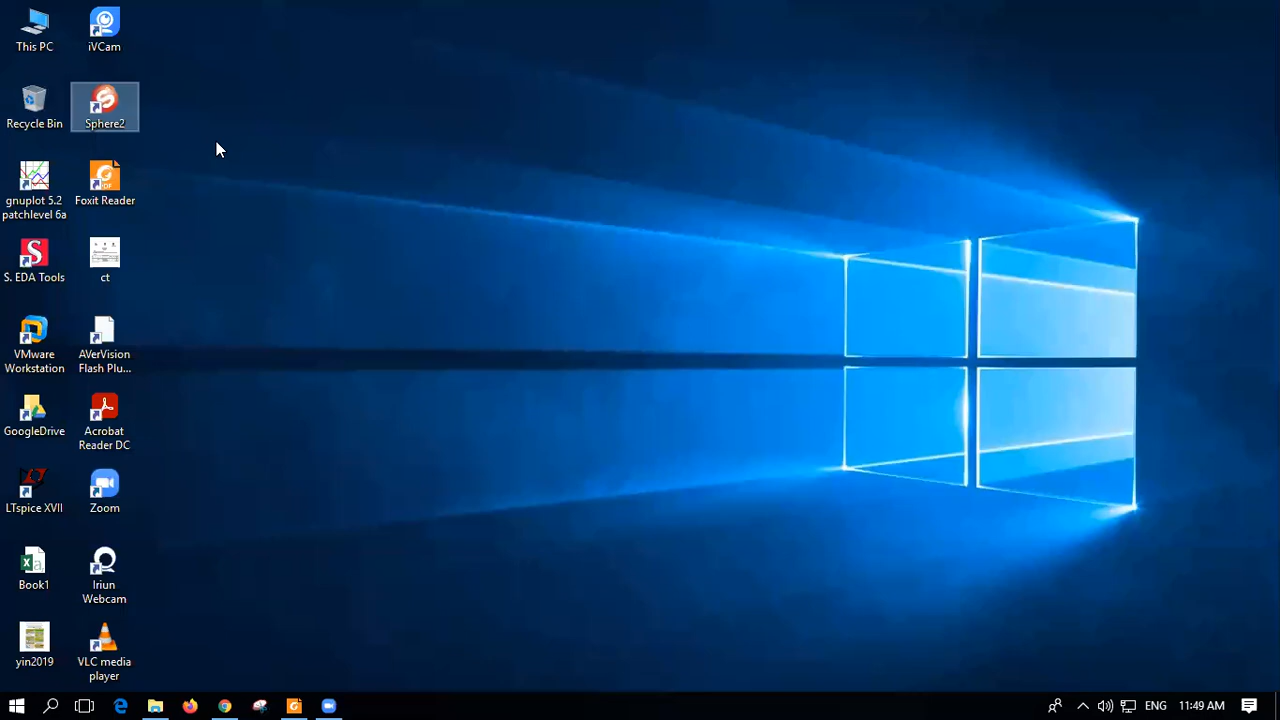 This PC
iVCam
Recycle Bin
Sphere2
gnuplot 5.2
patchlevel 6a
Foxit Reader
S. EDA Tools
ct
VMware
Workstation
AVerVision
Flash Plu...
GoogleDrive
Acrobat
Reader DC
LTspice XVII
Zoom
Book1
Iriun
Webcam
yin2019
VLC media
player
ENG
11:49 AM